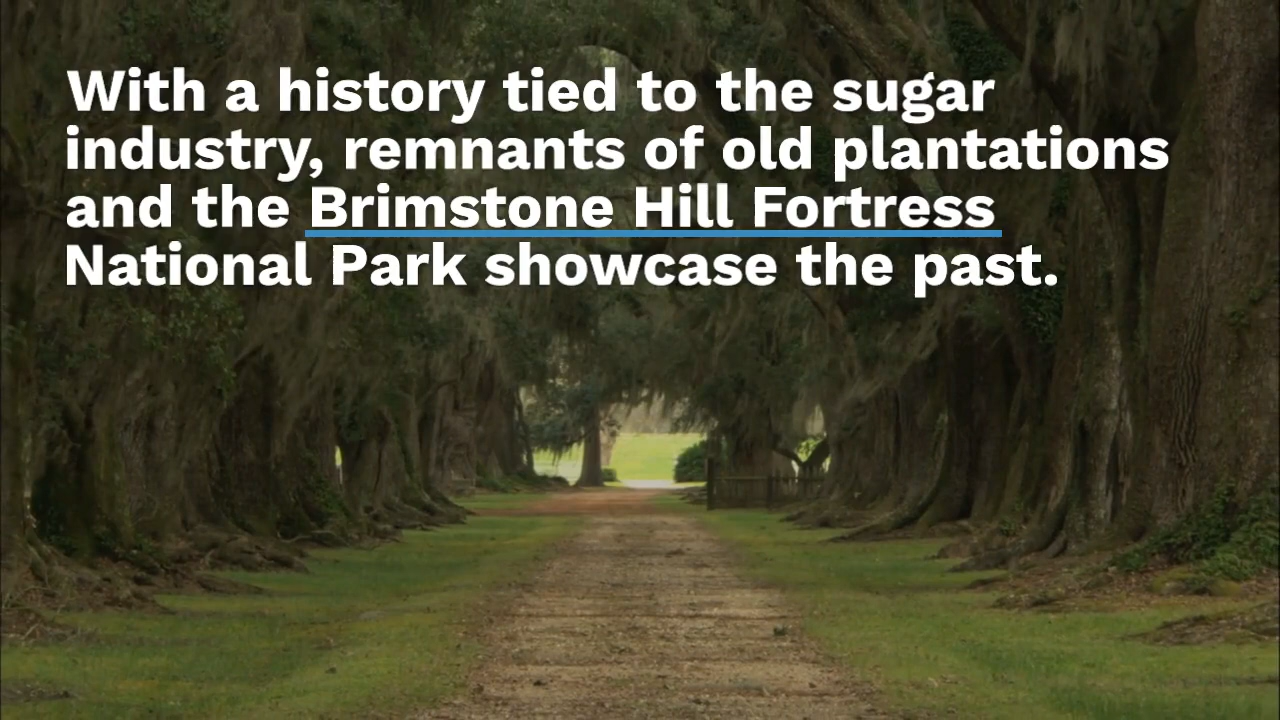 With a history tied to the sugar
industry, remnants of old plantations
and the Brimstone Hill Fortress
National Park showcase the past.